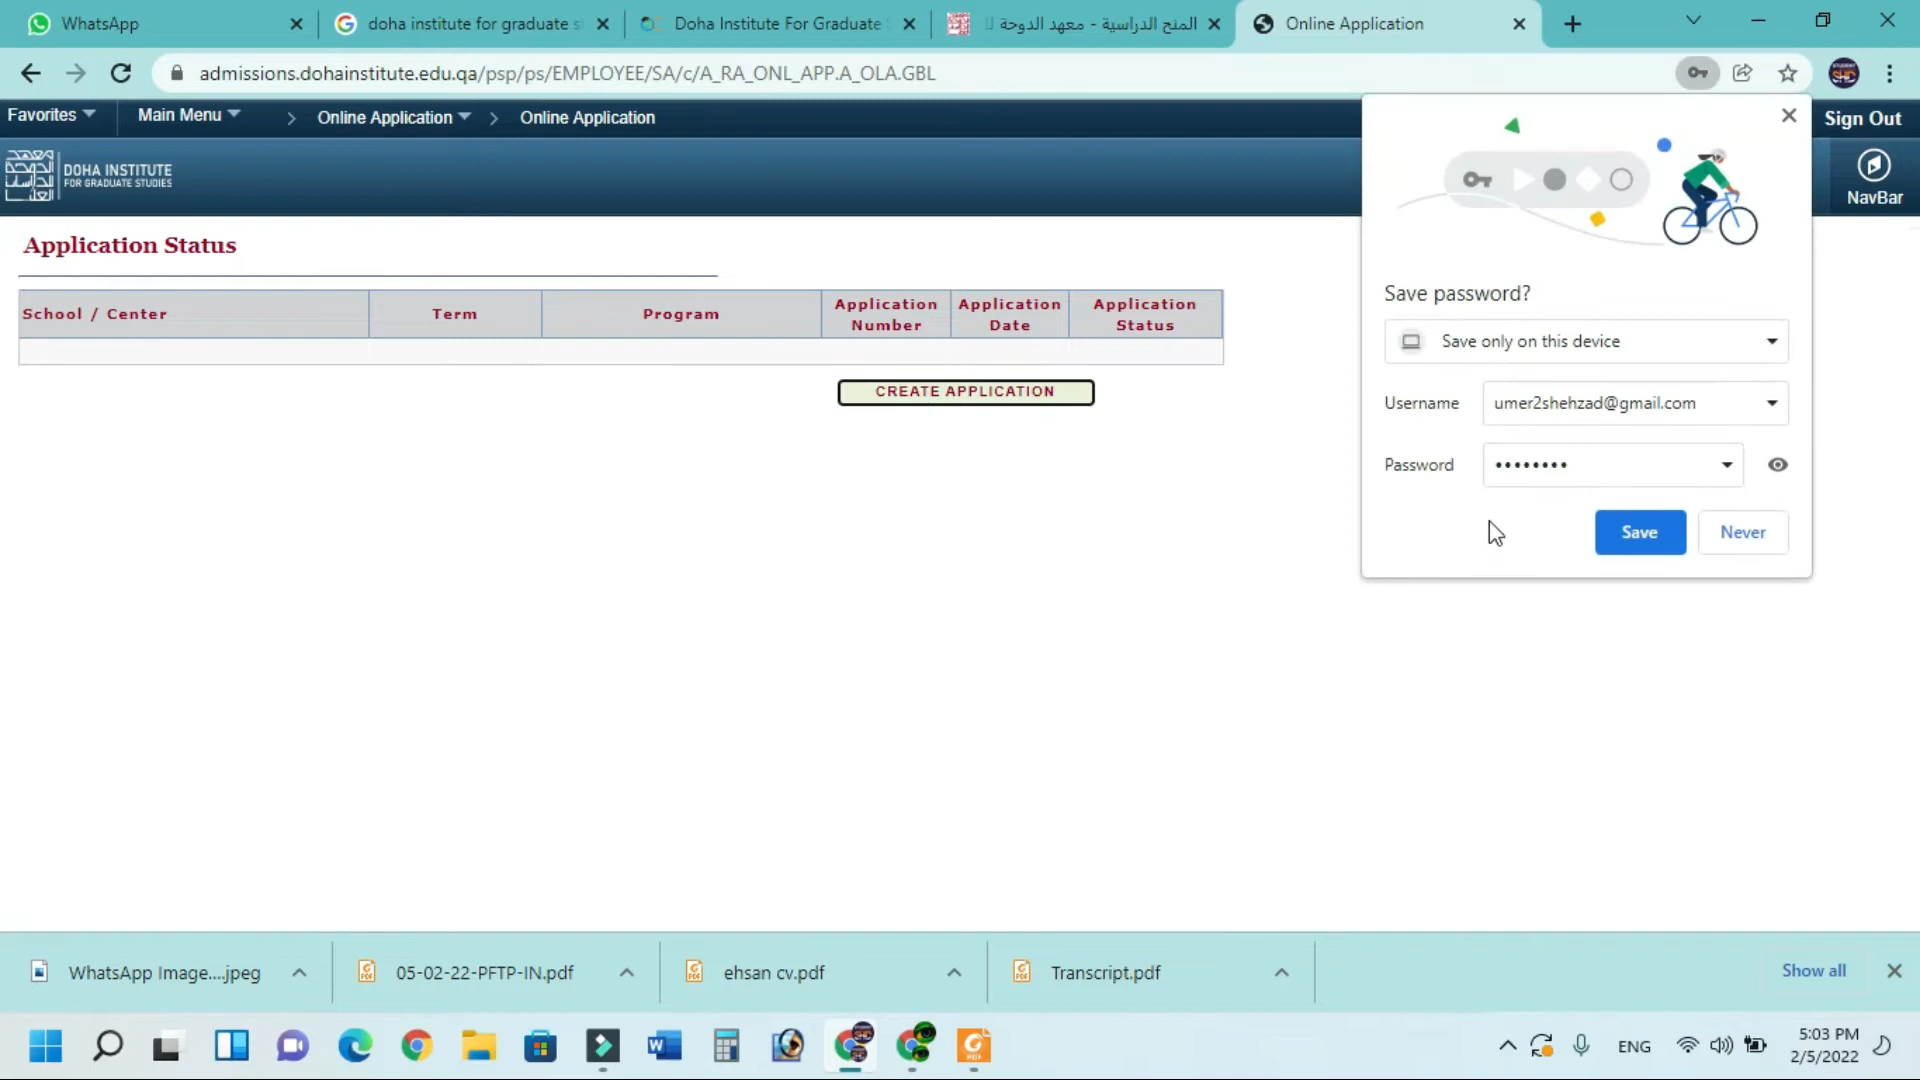 WhatsApp
doha institute for graduate s
Doha Institute For Graduate
المنح الدراسية - معهد الدوحة لل
Online Application
admissions.dohainstitute.edu.qa/psp/ps/EMPLOYEE/SA/c/A_RA_ONL_APP.A_OLA.GBL
Favorites
Main Menu
>
Online Application
>
Online Application
Sign Out
DOHA INSTITUTE
FOR GRADUATE STUDIES
NavBar
Application Status
School / Center
Term
Program
Application Number
Application Date
Application Status
CREATE APPLICATION
Save password?
Save only on this device
Username
umer2shehzad@gmail.com
Password
••••••••
Save
Never
WhatsApp Image....jpeg
05-02-22-PFTP-IN.pdf
ehsan cv.pdf
Transcript.pdf
Show all
ENG
5:03 PM
2/5/2022